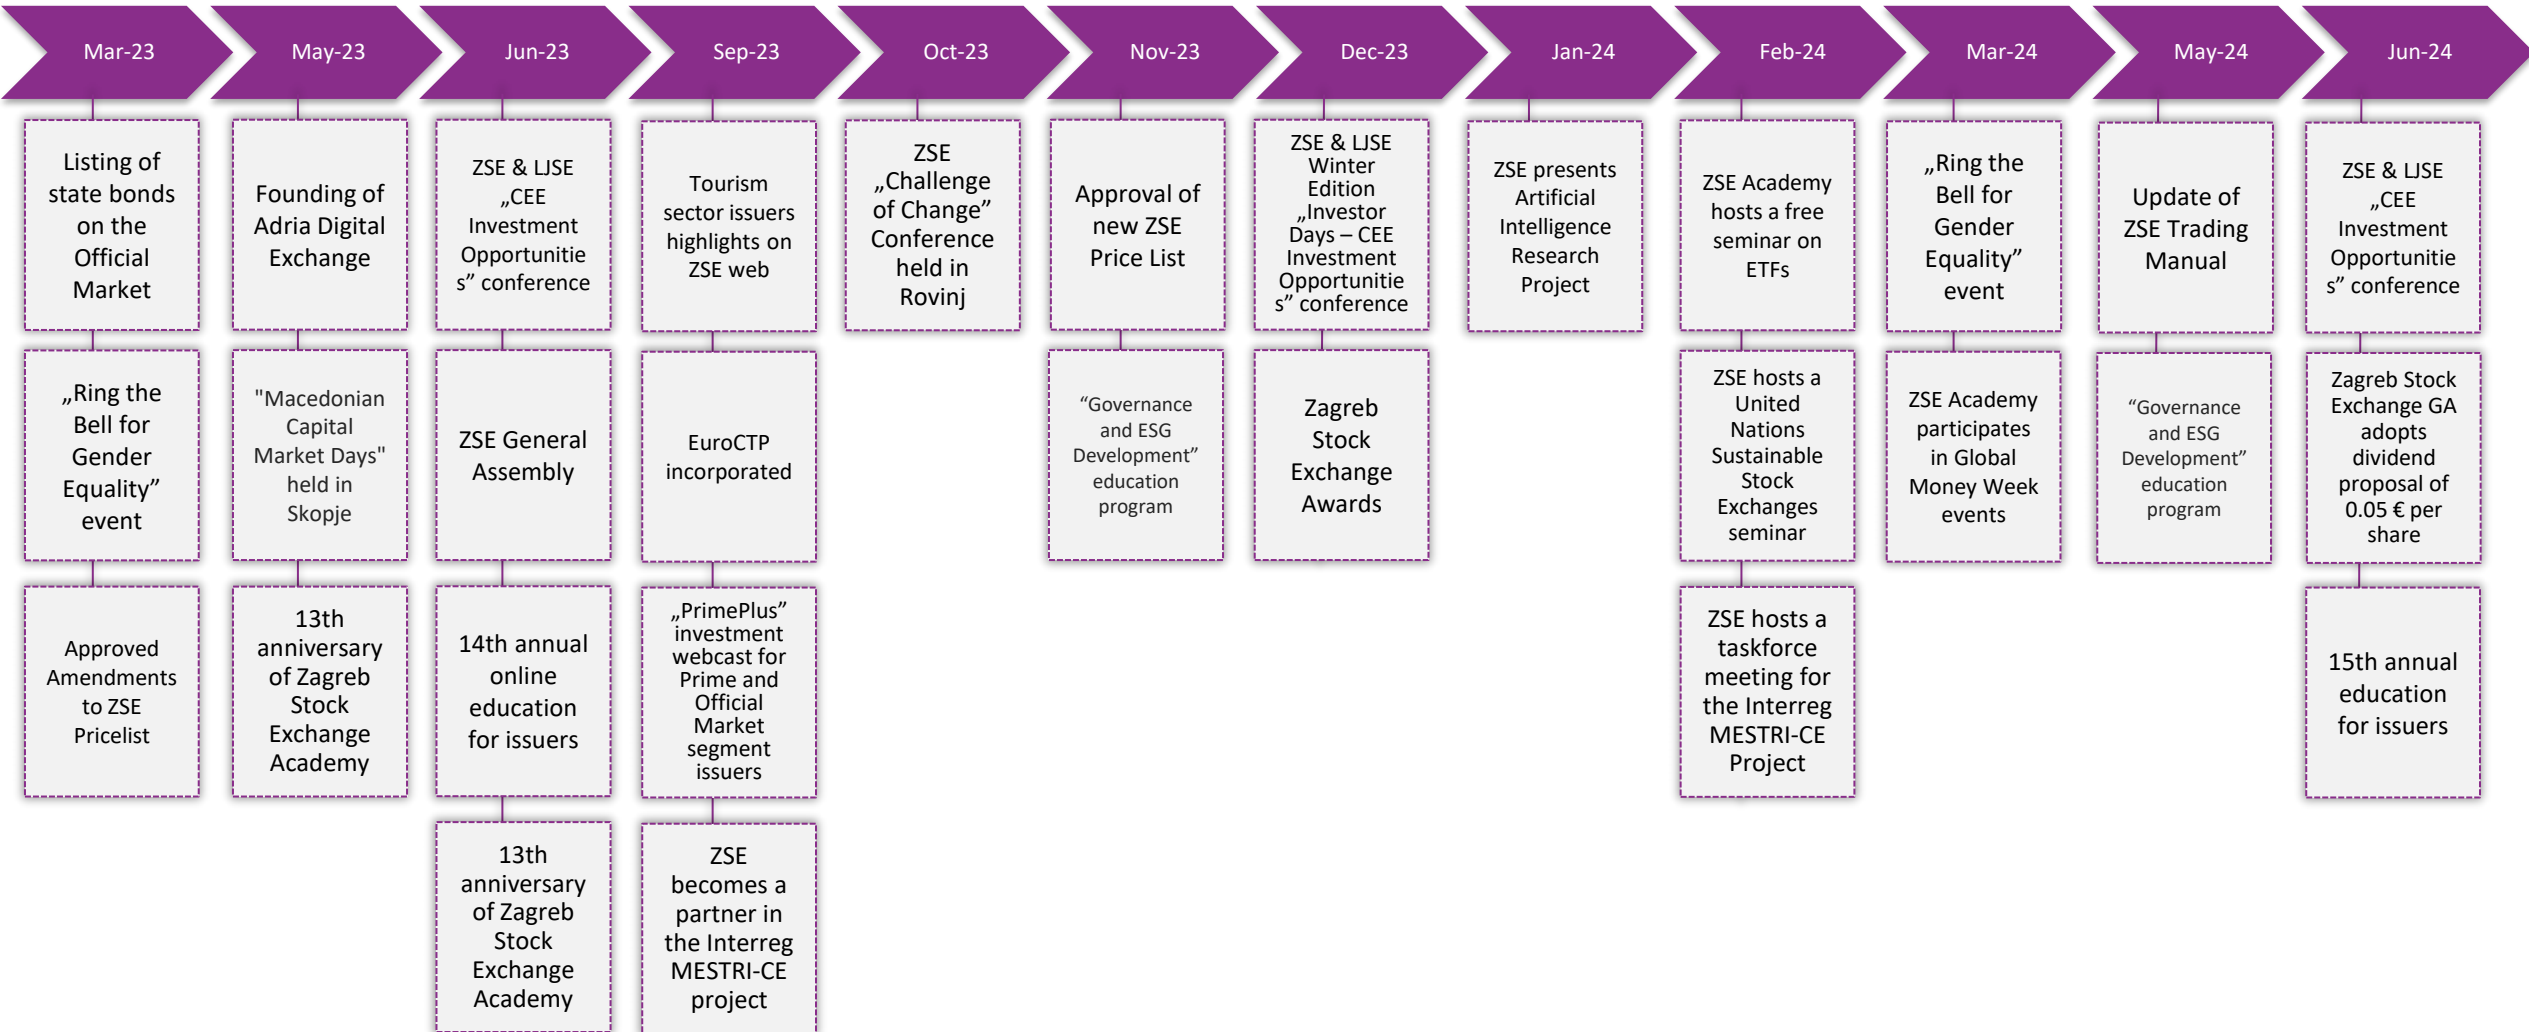 Mar-23
May-23
Jun-23
Sep-23
Oct-23
Nov-23
Dec-23
Jan-24
Feb-24
Mar-24
May-24
Jun-24
Listing of
state bonds
on the
Official
Market
„Ring the
Bell for
Gender
Equality”
event
Approved
Amendments
to ZSE
Pricelist
Founding of
Adria Digital
Exchange
"Macedonian
Capital
Market Days"
held in
Skopje
13th
anniversary
of Zagreb
Stock
Exchange
Academy
ZSE & LJSE
„CEE
Investment
Opportunitie
s” conference
ZSE General
Assembly
14th annual
online
education
for issuers
13th
anniversary
of Zagreb
Stock
Exchange
Academy
Tourism
sector issuers
highlights on
ZSE web
EuroCTP
incorporated
„PrimePlus”
investment
webcast for
Prime and
Official
Market
segment
issuers
ZSE
becomes a
partner in
the Interreg
MESTRI-CE
project
ZSE
„Challenge
of Change”
Conference
held in
Rovinj
Approval of
new ZSE
Price List
“Governance
and ESG
Development”
education
program
ZSE & LJSE
Winter
Edition
„Investor
Days – CEE
Investment
Opportunitie
s” conference
Zagreb
Stock
Exchange
Awards
ZSE presents
Artificial
Intelligence
Research
Project
ZSE Academy
hosts a free
seminar on
ETFs
ZSE hosts a
United
Nations
Sustainable
Stock
Exchanges
seminar
ZSE hosts a
taskforce
meeting for
the Interreg
MESTRI-CE
Project
„Ring the
Bell for
Gender
Equality”
event
ZSE Academy
participates
in Global
Money Week
events
Update of
ZSE Trading
Manual
“Governance
and ESG
Development”
education
program
ZSE & LJSE
„CEE
Investment
Opportunitie
s” conference
Zagreb Stock
Exchange GA
adopts
dividend
proposal of
0.05 € per
share
15th annual
education
for issuers